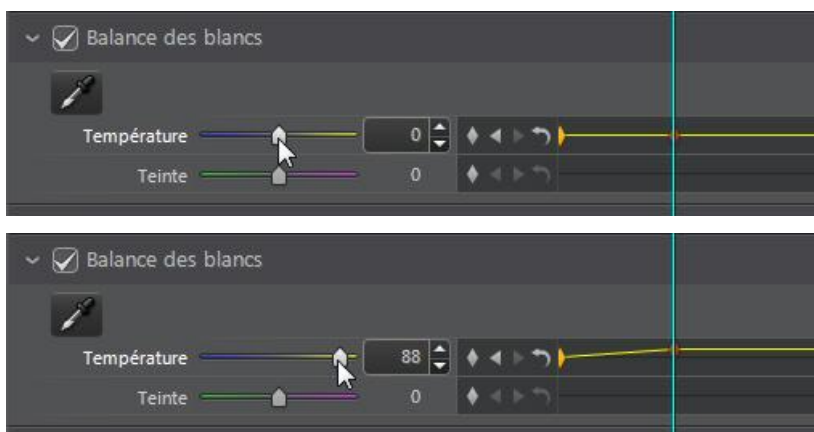 Balance des blancs
Température 0
Teinte 0
Balance des blancs
Température 88
Teinte 0